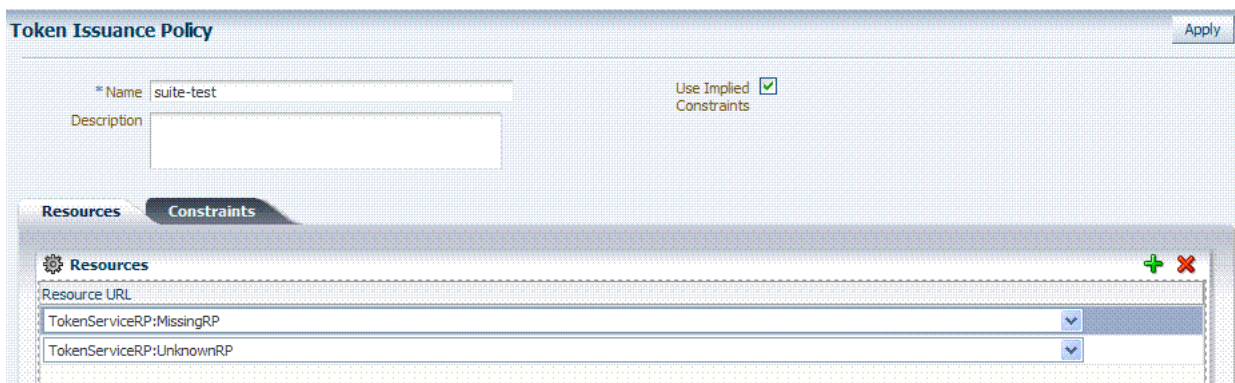 Token Issuance Policy
Apply
* Name suite-test
Use Implied
Constraints
Description
Resources
Constraints
Resources
Resource URL
TokenServiceRP:MissingRP
TokenServiceRP:UnknownRP